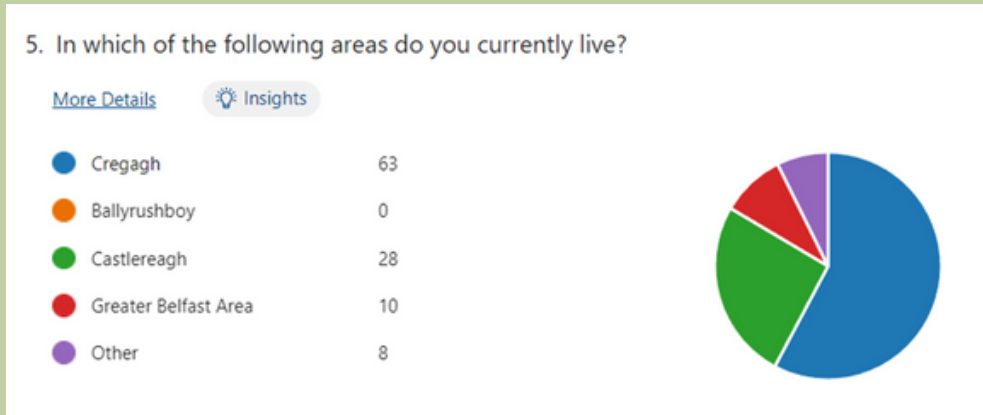 5. In which of the following areas do you currently live?
More Details Insights
Cregagh 63
Ballyrushboy 0
Castlereagh 28
Greater Belfast Area 10
Other 8